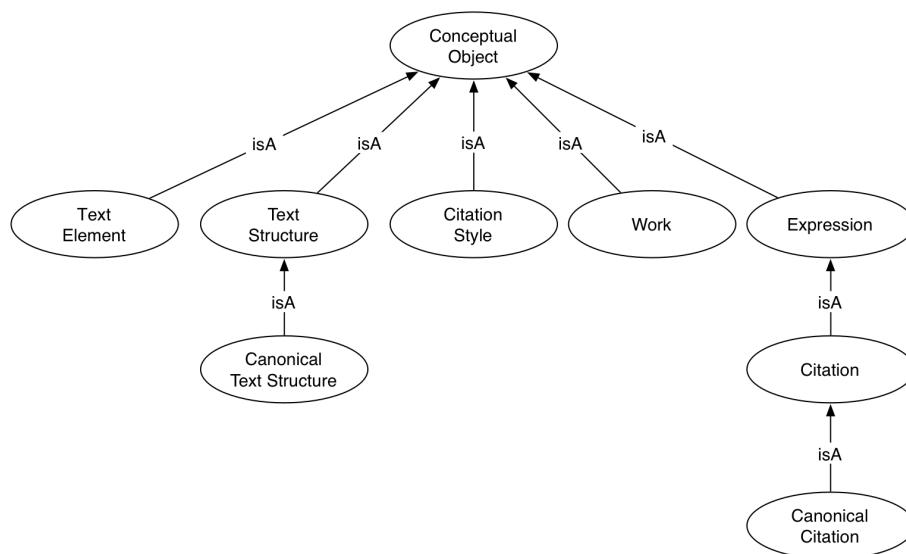 Conceptual
Object
isA
isA
isA
isA
isA
Text
Element
Text
Structure
Citation
Style
Work
Expression
isA
isA
Canonical
Text Structure
Citation
isA
Canonical
Citation